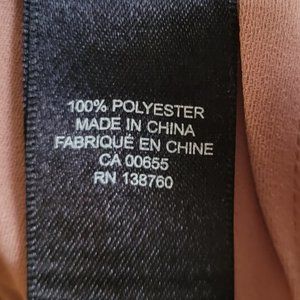 100% POLYESTER
MADE IN CHINA
FABRIQUÉ EN CHINE
CA 00655
RN 138760